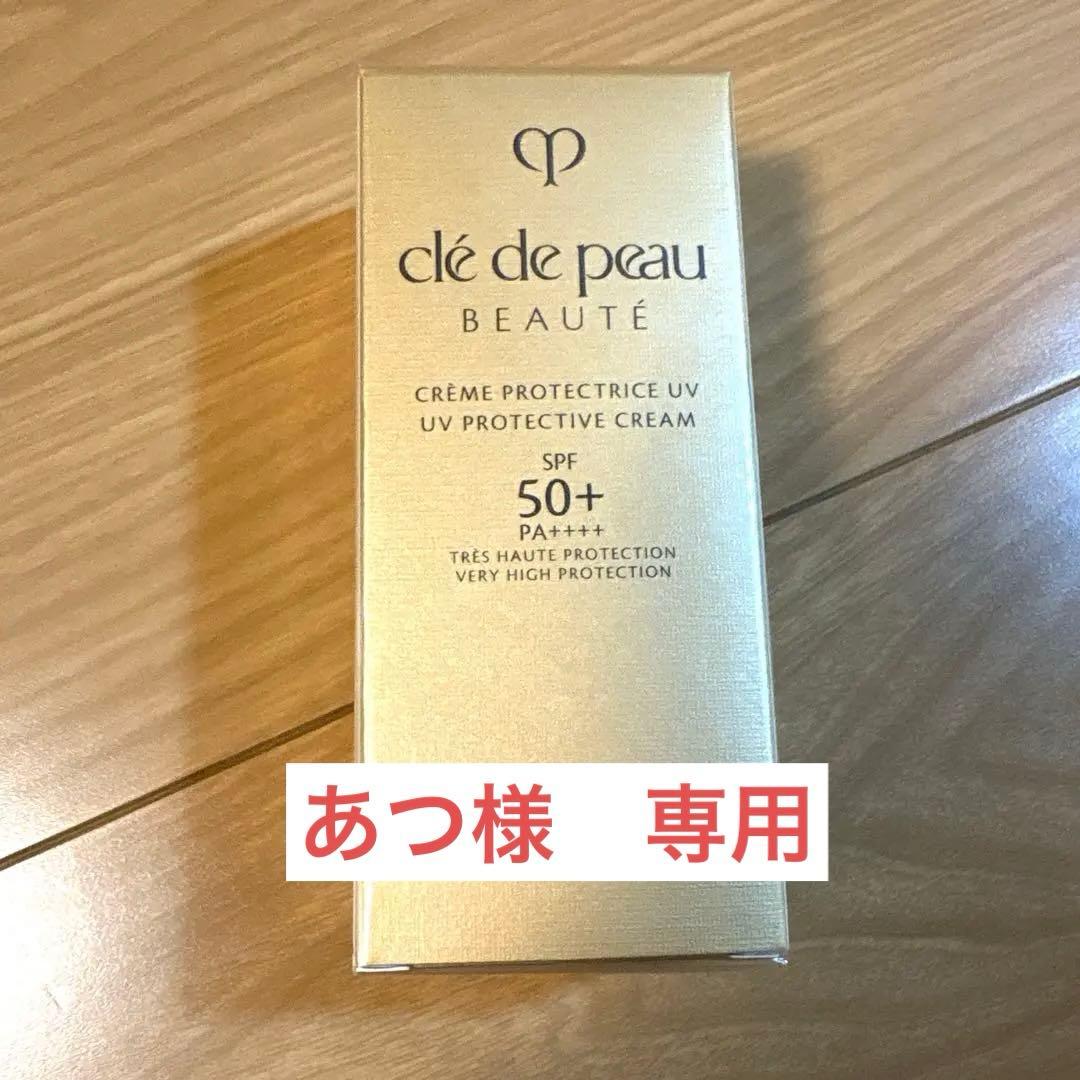 clé de peau
BEAUTÉ
CRÈME PROTECTRICE UV
UV PROTECTIVE CREAM
SPF
50+
PA++++
TRÈS HAUTE PROTECTION
VERY HIGH PROTECTION
あつ様　専用